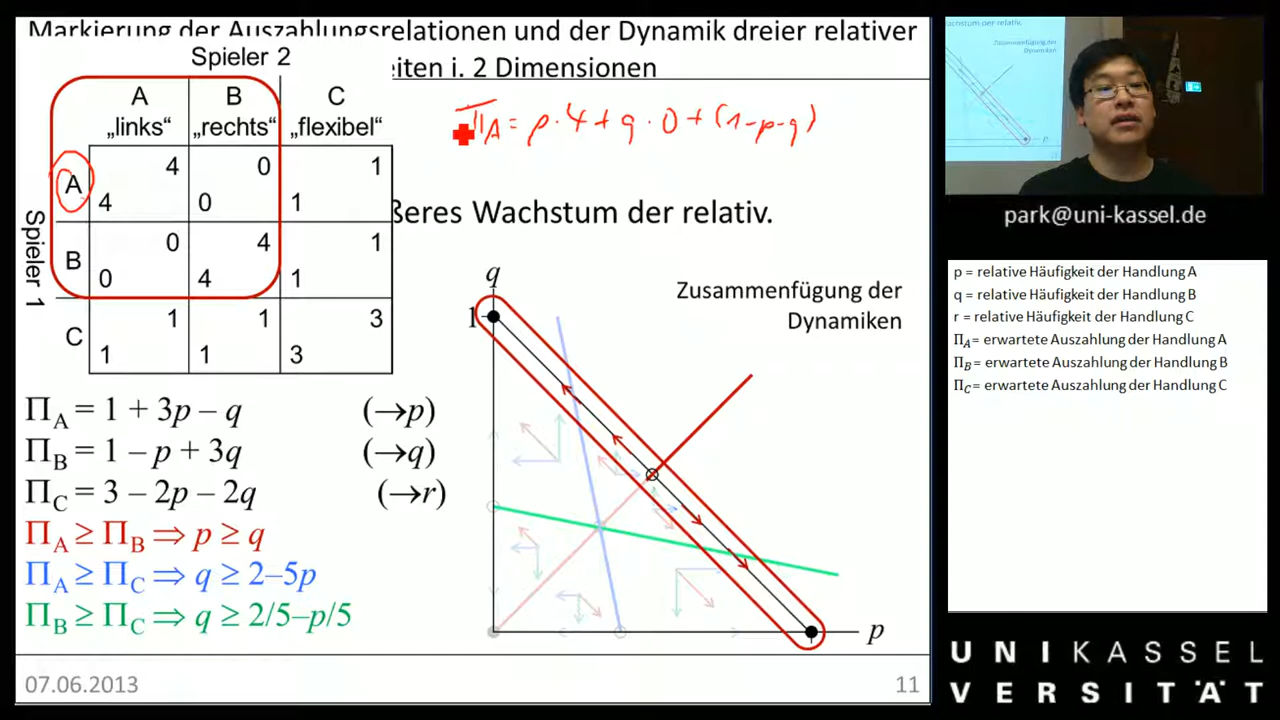 Markierung der Auszahlungsrelationen und der Dynamik dreier relativer
eiten i. 2 Dimensionen
Spieler 2
A B C
„links“ „rechts“ „flexibel“
Spieler 1
A 4 4 0 0 1 1
B 0 0 4 4 1 1
C 1 1 1 1 3 3
Π_A = p · 4 + q · 0 + (1-p-q)
ßeres Wachstum der relativ.
Zusammenfügung der
Dynamiken
q
1
p
Π_A = 1 + 3p – q (→p)
Π_B = 1 – p + 3q (→q)
Π_C = 3 – 2p – 2q (→r)
Π_A ≥ Π_B ⇒ p ≥ q
Π_A ≥ Π_C ⇒ q ≥ 2–5p
Π_B ≥ Π_C ⇒ q ≥ 2/5–p/5
07.06.2013
11
park@uni-kassel.de
p = relative Häufigkeit der Handlung A
q = relative Häufigkeit der Handlung B
r = relative Häufigkeit der Handlung C
Π_A= erwartete Auszahlung der Handlung A
Π_B= erwartete Auszahlung der Handlung B
Π_C= erwartete Auszahlung der Handlung C
UNIKASSEL
VERSITÄT